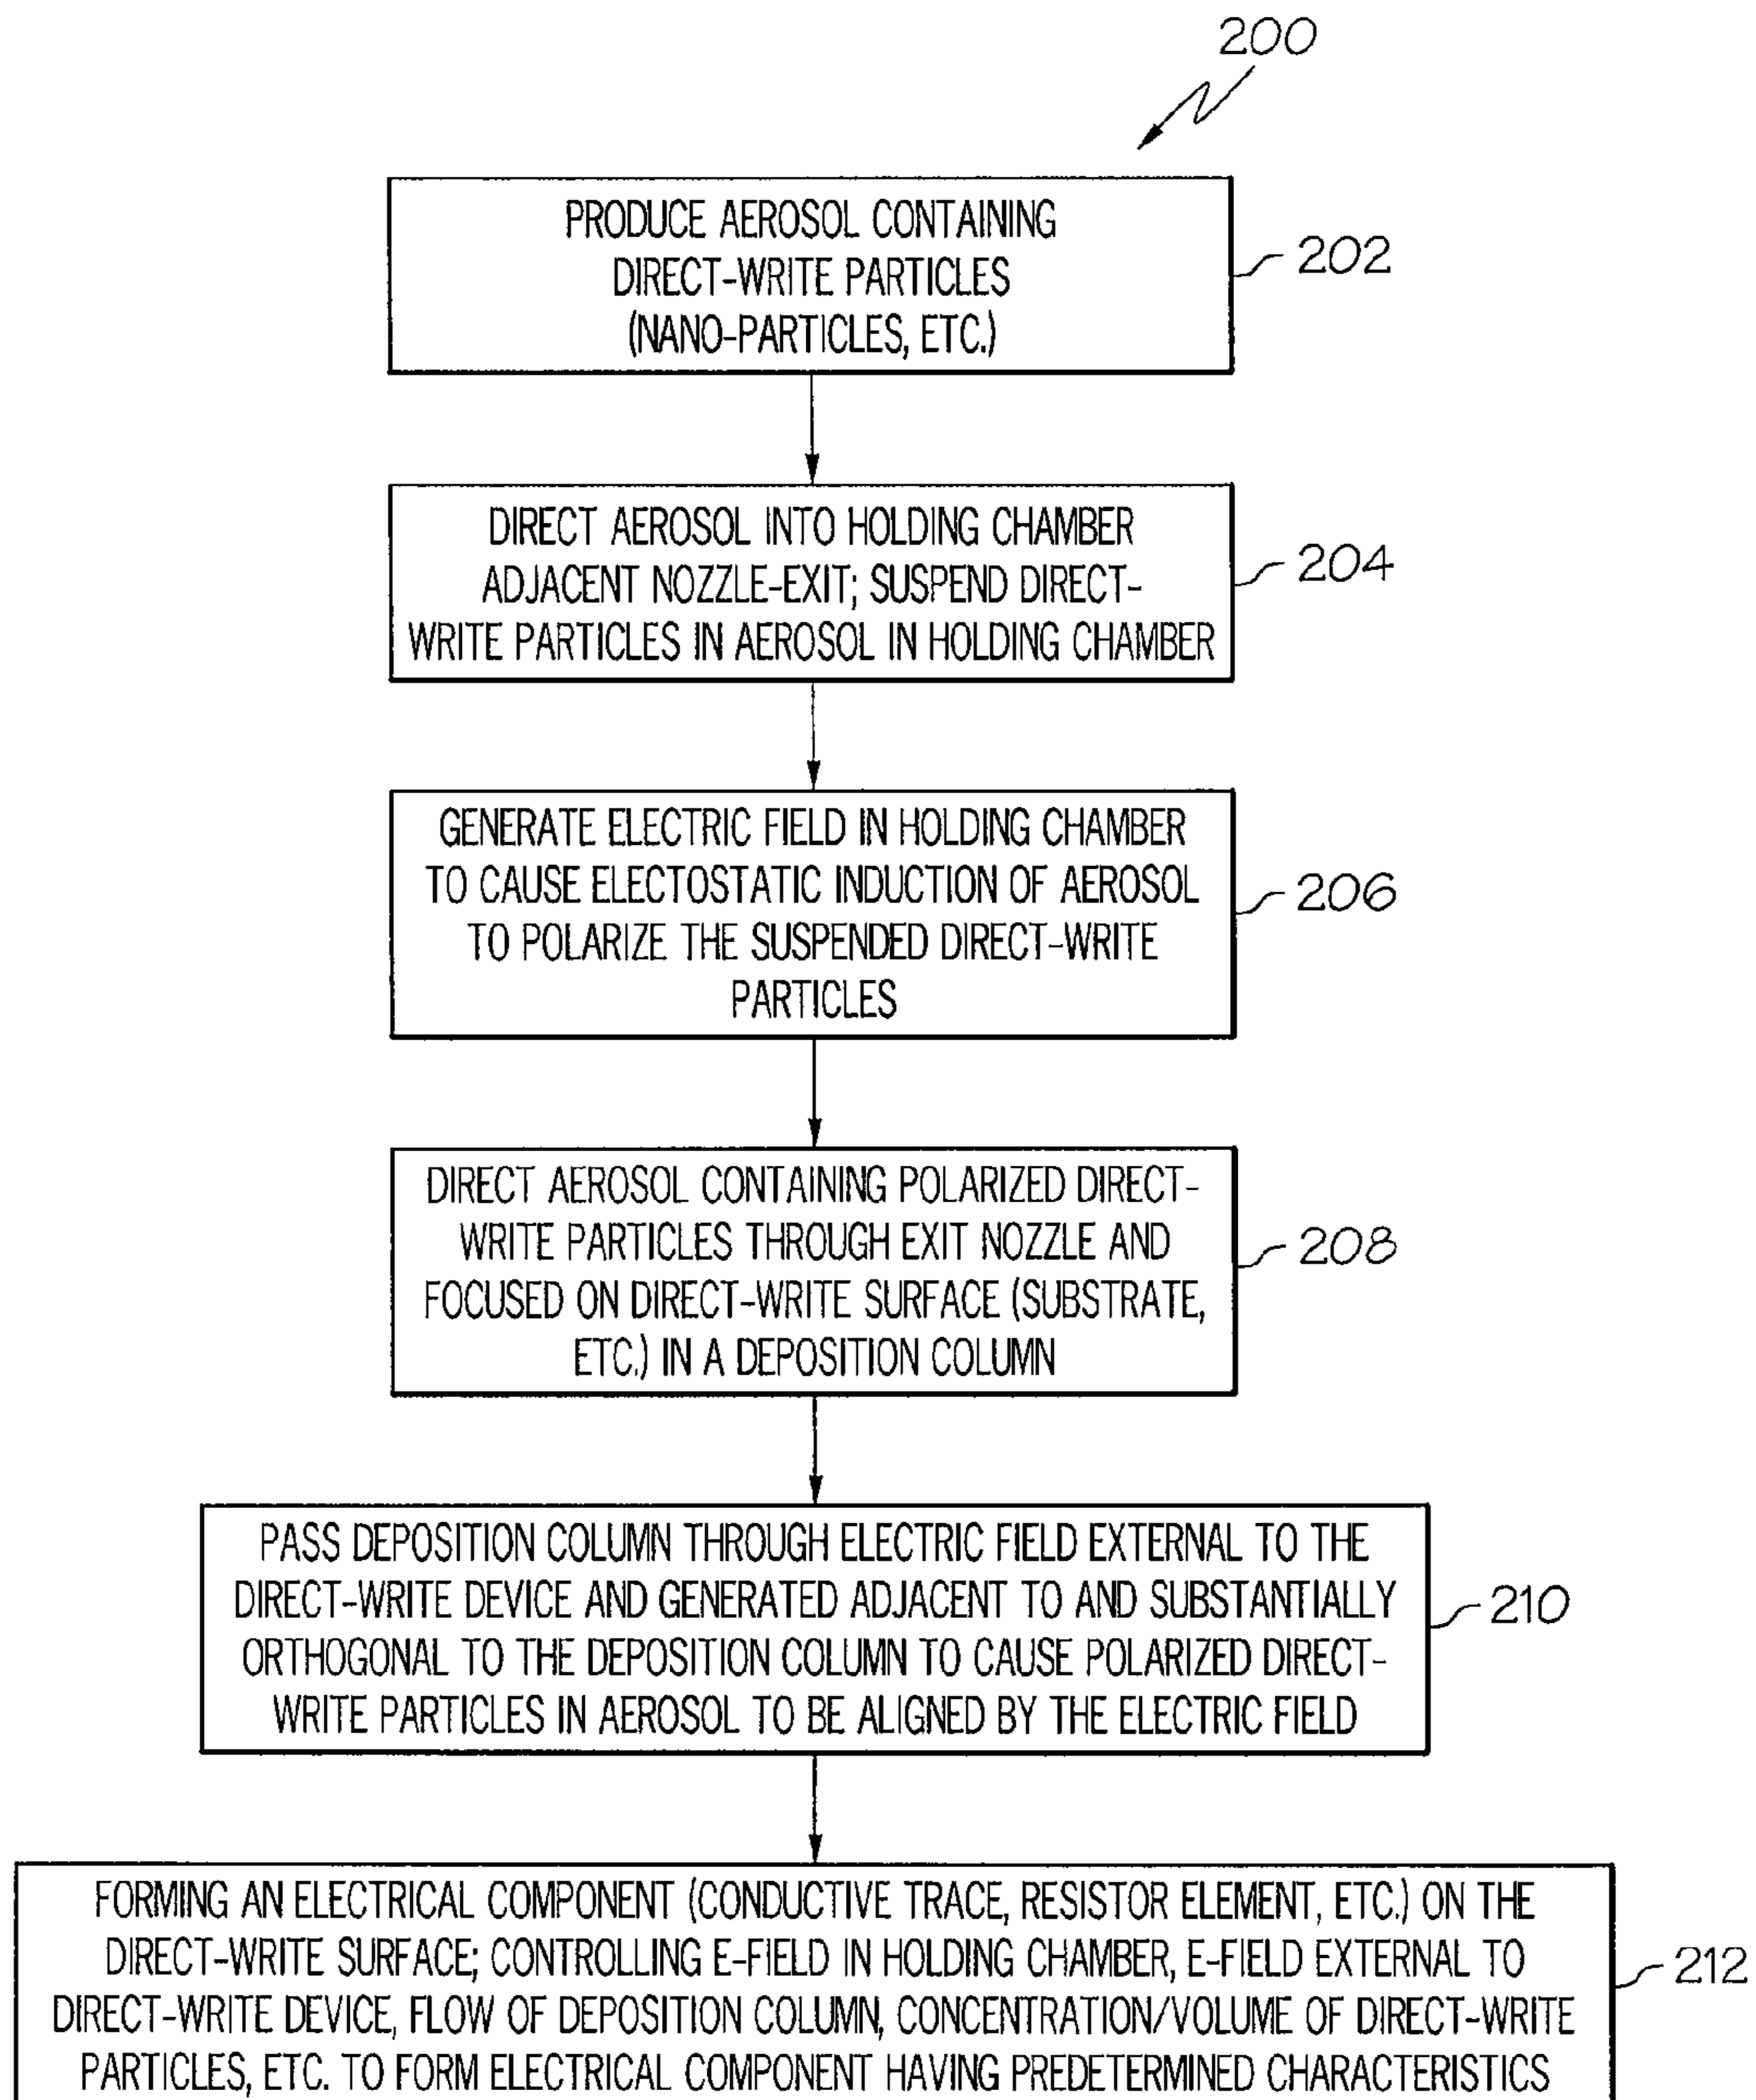 200
PRODUCE AEROSOL CONTAINING
DIRECT-WRITE PARTICLES
(NANO-PARTICLES, ETC.)
202
DIRECT AEROSOL INTO HOLDING CHAMBER
ADJACENT NOZZLE-EXIT; SUSPEND DIRECT-
WRITE PARTICLES IN AEROSOL IN HOLDING CHAMBER
204
GENERATE ELECTRIC FIELD IN HOLDING CHAMBER
TO CAUSE ELECTOSTATIC INDUCTION OF AEROSOL
TO POLARIZE THE SUSPENDED DIRECT-WRITE
PARTICLES
206
DIRECT AEROSOL CONTAINING POLARIZED DIRECT-
WRITE PARTICLES THROUGH EXIT NOZZLE AND
FOCUSED ON DIRECT-WRITE SURFACE (SUBSTRATE,
ETC.) IN A DEPOSITION COLUMN
208
PASS DEPOSITION COLUMN THROUGH ELECTRIC FIELD EXTERNAL TO THE
DIRECT-WRITE DEVICE AND GENERATED ADJACENT TO AND SUBSTANTIALLY
ORTHOGONAL TO THE DEPOSITION COLUMN TO CAUSE POLARIZED DIRECT-
WRITE PARTICLES IN AEROSOL TO BE ALIGNED BY THE ELECTRIC FIELD
210
FORMING AN ELECTRICAL COMPONENT (CONDUCTIVE TRACE, RESISTOR ELEMENT, ETC.) ON THE
DIRECT-WRITE SURFACE; CONTROLLING E-FIELD IN HOLDING CHAMBER, E-FIELD EXTERNAL TO
DIRECT-WRITE DEVICE, FLOW OF DEPOSITION COLUMN, CONCENTRATION/VOLUME OF DIRECT-WRITE
PARTICLES, ETC. TO FORM ELECTRICAL COMPONENT HAVING PREDETERMINED CHARACTERISTICS
212